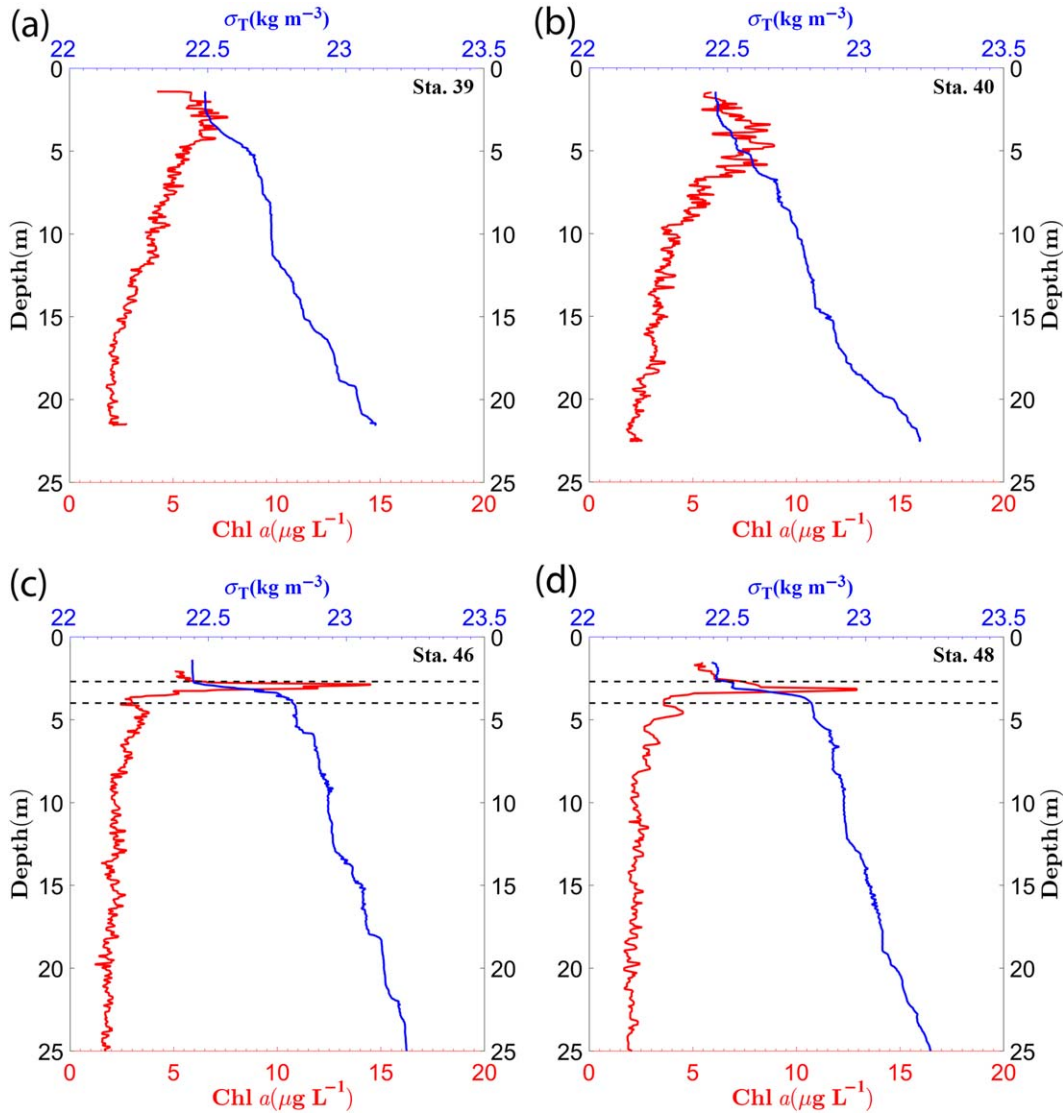 (a)
σT(kg m−3)
22 22.5 23 23.5
Sta. 39
0 0
5 5
10 10
15 15
20 20
25 25
Depth(m)
0 5 10 15 20
Chl a(μg L−1)
(b)
σT(kg m−3)
22 22.5 23 23.5
Sta. 40
0 0
5 5
10 10
15 15
20 20
25 25
Depth(m)
0 5 10 15 20
Chl a(μg L−1)
(c)
σT(kg m−3)
22 22.5 23 23.5
Sta. 46
0 0
5 5
10 10
15 15
20 20
25 25
Depth(m)
0 5 10 15 20
Chl a(μg L−1)
(d)
σT(kg m−3)
22 22.5 23 23.5
Sta. 48
0 0
5 5
10 10
15 15
20 20
25 25
Depth(m)
0 5 10 15 20
Chl a(μg L−1)